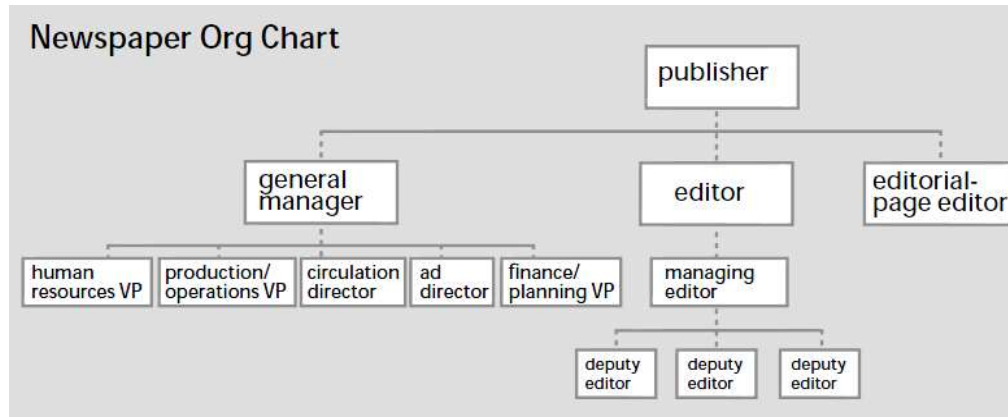 Newspaper Org Chart
publisher
general
manager
editor
editorial-
page editor
human
resources VP
production/
operations VP
circulation
director
ad
director
finance/
planning VP
managing
editor
deputy
editor
deputy
editor
deputy
editor